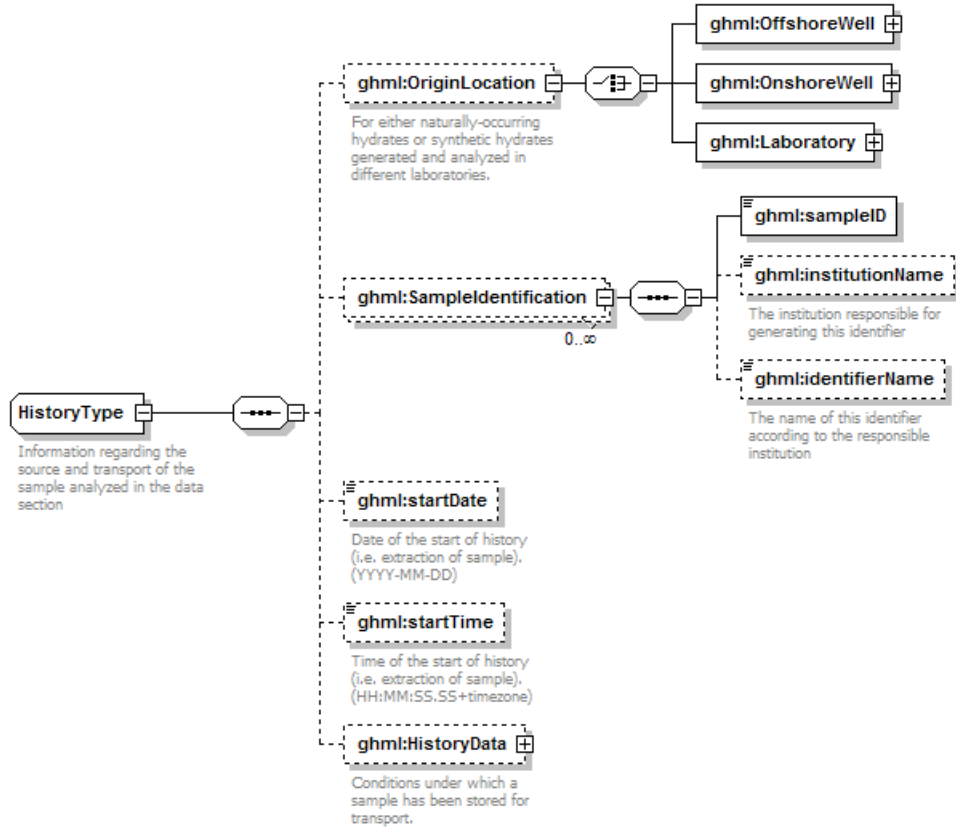 HistoryType
Information regarding the
source and transport of the
sample analyzed in the data
section
ghml:OriginLocation
For either naturally-occurring
hydrates or synthetic hydrates
generated and analyzed in
different laboratories.
ghml:OffshoreWell
ghml:OnshoreWell
ghml:Laboratory
ghml:SampleIdentification
0..∞
ghml:sampleID
ghml:institutionName
The institution responsible for
generating this identifier
ghml:identifierName
The name of this identifier
according to the responsible
institution
ghml:startDate
Date of the start of history
(i.e. extraction of sample).
(YYYY-MM-DD)
ghml:startTime
Time of the start of history
(i.e. extraction of sample).
(HH:MM:SS.SS+timezone)
ghml:HistoryData
Conditions under which a
sample has been stored for
transport.